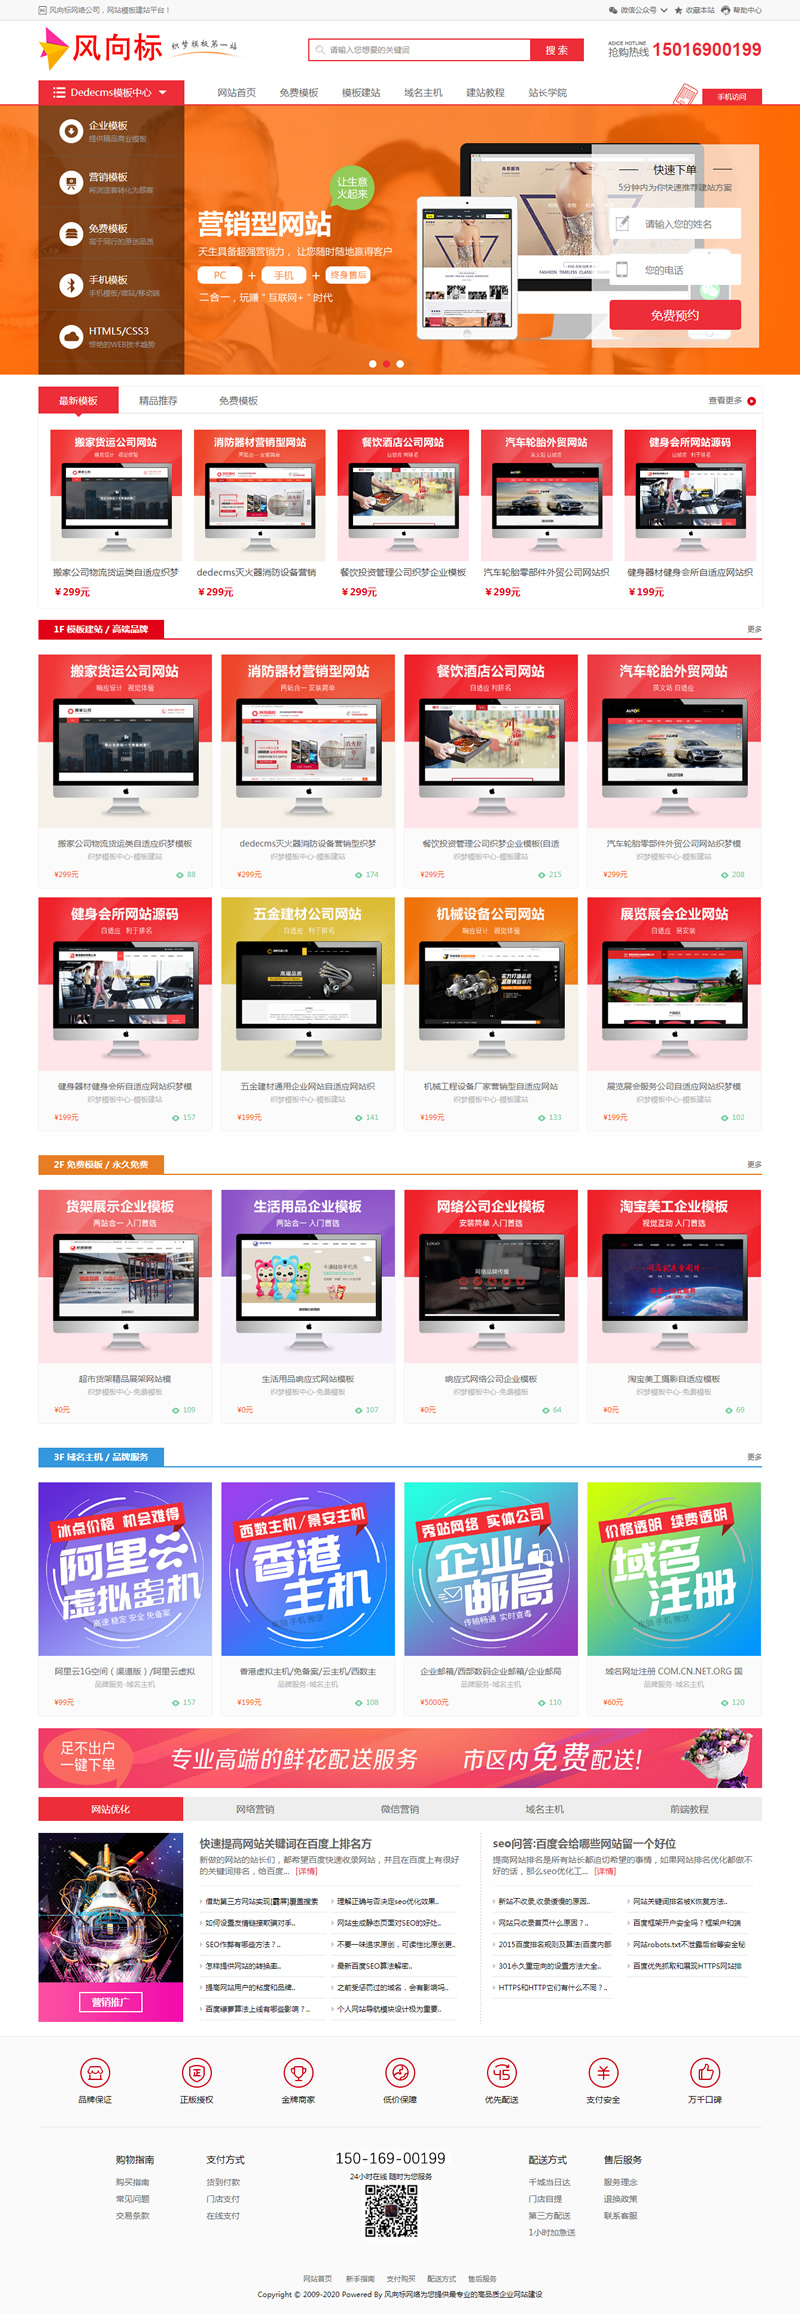 风向标网络公司，网站模板建站平台！
微信公众号
收藏本站
帮助中心
风向标
织梦模板第一站
请输入您想要的关键词
搜 索
ADICE HOTLINE
抢购热线 15016900199
Dedecms模板中心
网站首页
免费模板
模板建站
域名主机
建站教程
站长学院
手机访问
企业模板
提供精品商业模板
营销模板
将浏览客转化为顾客
免费模板
高于同行的原创品质
手机模板
手机模板/微站/移动端
HTML5/CSS3
惊艳的WEB技术趋势
让生意
火起来
营销型网站
天生具备超强营销力，让您随时随地赢得客户
PC + 手机 + 终身售后
二合一，玩赚＂互联网+＂时代
快速下单
5分钟内为你快速推荐建站方案
请输入您的姓名
您的电话
免费预约
最新模板
精品推荐
免费模板
查看更多
搬家货运公司网站
响应设计 视觉体验
搬家公司物流货运类自适应织梦
￥299元
消防器材营销型网站
两站合一 安装简单
dedecms灭火器消防设备营销
￥299元
餐饮酒店公司网站
自适应 利排名
餐饮投资管理公司织梦企业模板
￥299元
汽车轮胎外贸网站
英文站 自适应
汽车轮胎零部件外贸公司网站织
￥299元
健身会所网站源码
自适应 利于排名
健身器材健身会所自适应网站织
￥199元
1F 模板建站 / 高端品牌
更多
搬家货运公司网站
响应设计 视觉体验
搬家公司物流货运类自适应织梦模板
织梦模板中心-模板建站
¥299元
88
消防器材营销型网站
两站合一 安装简单
dedecms灭火器消防设备营销型织梦
织梦模板中心-模板建站
¥299元
174
餐饮酒店公司网站
自适应 利排名
餐饮投资管理公司织梦企业模板(自适
织梦模板中心-模板建站
¥299元
215
汽车轮胎外贸网站
英文站 自适应
汽车轮胎零部件外贸公司网站织梦模
织梦模板中心-模板建站
¥299元
208
健身会所网站源码
自适应 利于排名
健身器材健身会所自适应网站织梦模
织梦模板中心-模板建站
¥199元
157
五金建材公司网站
自适应 利于排名
五金建材通用企业网站自适应网站织
织梦模板中心-模板建站
¥199元
141
机械设备公司网站
响应设计 视觉体验
机械工程设备厂家营销型自适应网站
织梦模板中心-模板建站
¥199元
133
展览展会企业网站
自适应 易安装
展览展会服务公司自适应网站织梦模
织梦模板中心-模板建站
¥199元
102
2F 免费模板 / 永久免费
更多
货架展示企业模板
两站合一 入门首选
超市货架精品展架网站模
织梦模板中心-免费模板
¥0元
109
生活用品企业模板
两站合一 入门首选
生活用品响应式网站模板
织梦模板中心-免费模板
¥0元
107
网络公司企业模板
安装简单 入门首选
响应式网络公司企业模板
织梦模板中心-免费模板
¥0元
64
淘宝美工企业模板
视觉互动 入门首选
淘宝美工摄影自适应模板
织梦模板中心-免费模板
¥0元
69
3F 域名主机 / 品牌服务
更多
冰点价格 机会难得
阿里云
虚拟主机
高速 稳定 安全 免备案
阿里云1G空间（渠道版）/阿里云虚拟
品牌服务-域名主机
¥99元
157
西数主机/景安主机
香港
主机
香港虚拟主机/免备案/云主机/西数主
品牌服务-域名主机
¥199元
108
秀站网络 实体公司
企业
邮局
传输畅通 实时查毒
企业邮箱/西部数码企业邮箱/企业邮局
品牌服务-域名主机
¥5000元
110
价格透明 续费透明
域名
注册
域名网址注册 COM.CN.NET.ORG 国
品牌服务-域名主机
¥60元
120
足不出户
一键下单
专业高端的鲜花配送服务 市区内免费配送!
网站优化
网络营销
微信营销
域名主机
前端教程
营销推广
快速提高网站关键词在百度上排名方
新做的网站的站长们，都希望百度快速收录网站，并且在百度上有很好
的关键词排名，给百度... [详情]
借助第三方网站实现[霸屏]覆盖搜索
理解正确与否决定seo优化效果..
如何设置友情链接欺骗对手..
网站生成静态页面对SEO的好处..
SEO作弊有哪些方法？..
不要一味追求原创，可读性比原创更..
怎样提供网站的转换率..
最新百度SEO算法解密..
提高网站用户的粘度和品牌..
之前受惩罚过的域名，会有影响吗..
百度绿萝算法上线有哪些影响？..
个人网站导航模块设计极为重要..
seo问答:百度会给哪些网站留一个好位
提高网站排名是所有站长都迫切希望的事情，如果网站排名优化都做不
好的话，那么seo优化工... [详情]
新站不收录,收录缓慢的原因..
网站关键词排名被K恢复方法..
网站只收录首页什么原因？..
百度框架开户安全吗？框架户和端
2015百度排名规则及算法(百度内部
网站robots.txt不泄露后台等安全秘
301永久重定向的设置方法大全..
百度优先抓取和展现HTTPS网站排
HTTPS和HTTP它们有什么不同？..
品牌保证
正版授权
金牌商家
低价保障
优先配送
支付安全
万千口碑
购物指南
购买指南
常见问题
交易条款
支付方式
货到付款
门店支付
在线支付
150-169-00199
24小时在线 随时为您服务
配送方式
千城当日达
门店自提
第三方配送
1小时加急送
售后服务
服务理念
退换政策
联系客服
网站首页
新手指南
支付购买
配送方式
售后服务
Copyright © 2009-2020 Powered By 风向标网络为您提供最专业的高品质企业网站建设